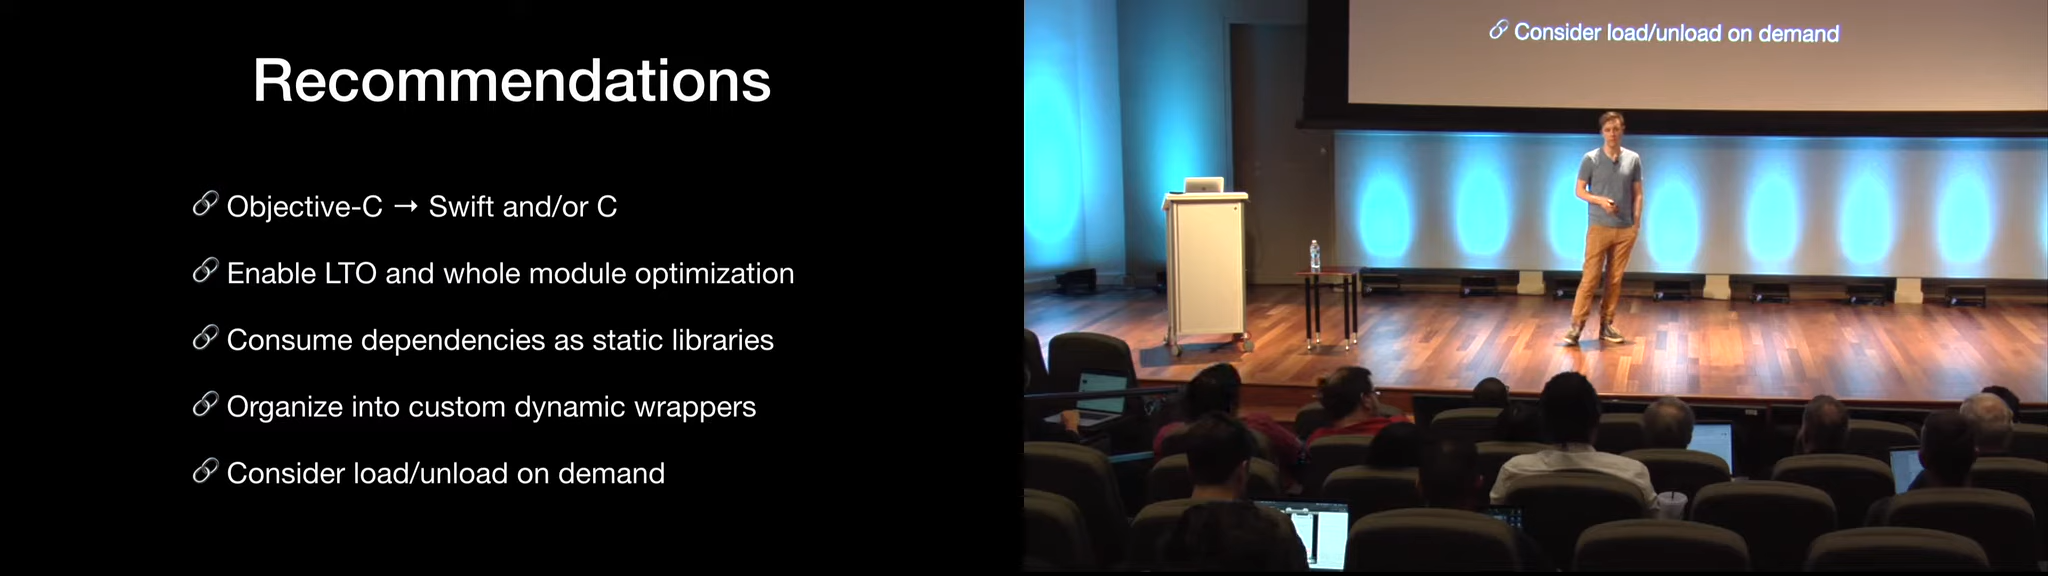 Recommendations
🔗 Objective-C → Swift and/or C
🔗 Enable LTO and whole module optimization
🔗 Consume dependencies as static libraries
🔗 Organize into custom dynamic wrappers
🔗 Consider load/unload on demand
🔗 Consider load/unload on demand